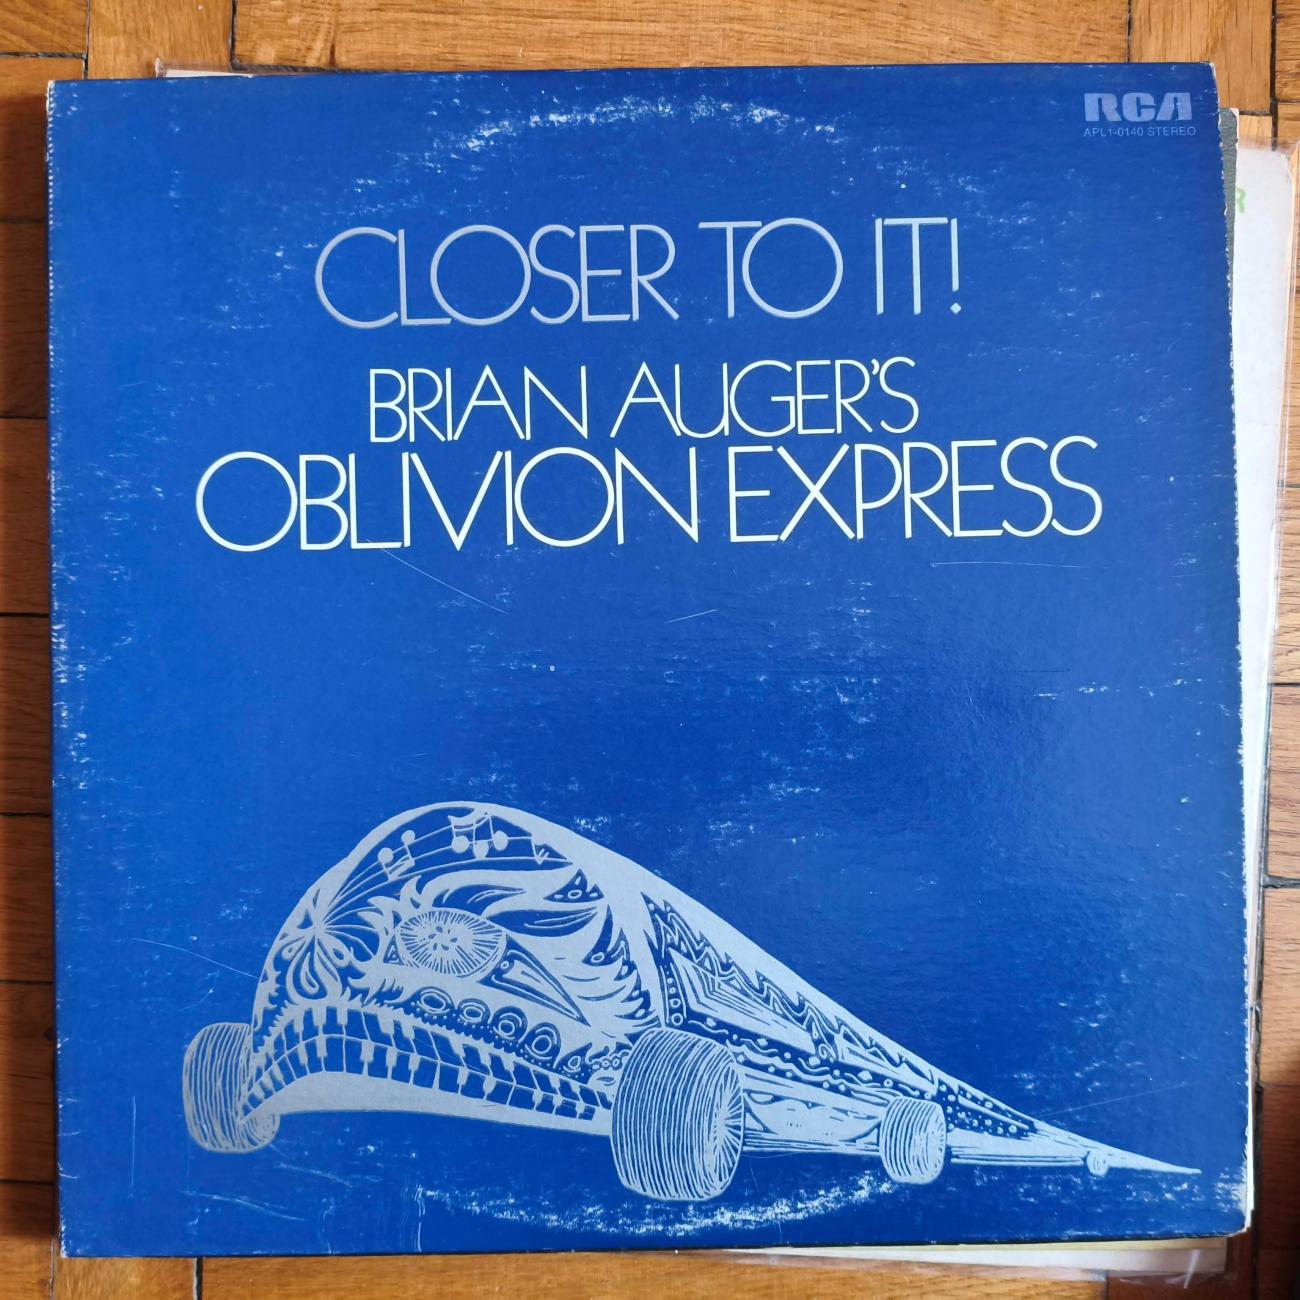 RCA
APL1-0140 STEREO
CLOSER TO IT!
BRIAN AUGER'S
OBLIVION EXPRESS
R